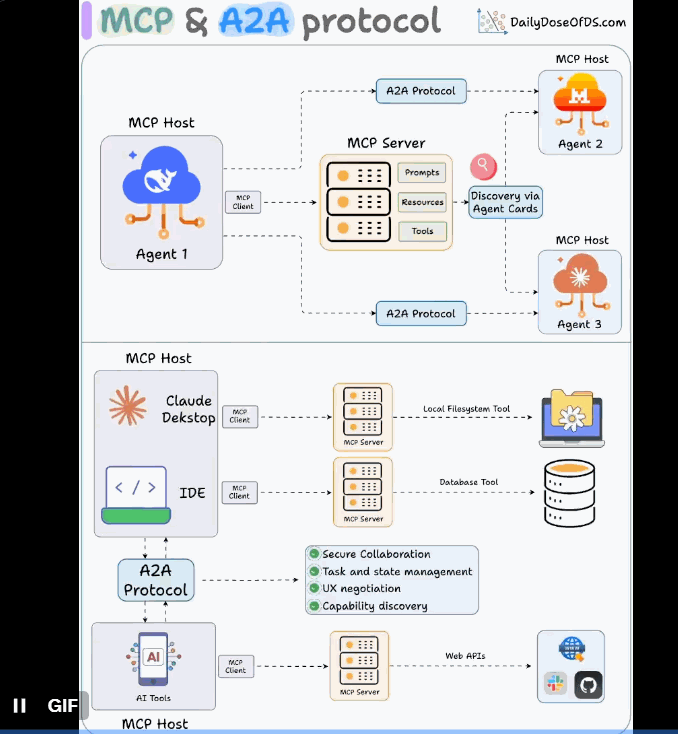 MCP & A2A protocol
DailyDoseOfDS.com
MCP Host
A2A Protocol
MCP Host
Agent 2
MCP Server
Prompts
Resources
Tools
MCP
Client
Agent 1
Discovery via
Agent Cards
MCP Host
A2A Protocol
Agent 3
MCP Host
Claude
Dekstop
MCP
Client
MCP Server
Local Filesystem Tool
IDE
MCP
Client
MCP Server
Database Tool
A2A
Protocol
Secure Collaboration
Task and state management
UX negotiation
Capability discovery
AI
AI Tools
MCP
Client
MCP Server
Web APIs
MCP Host
GIF